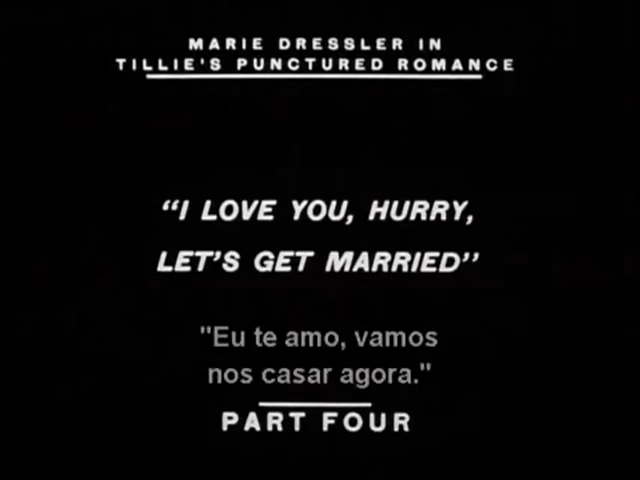 MARIE DRESSLER IN
TILLIE'S PUNCTURED ROMANCE
"I LOVE YOU, HURRY,
LET'S GET MARRIED"
"Eu te amo, vamos
nos casar agora."
PART FOUR